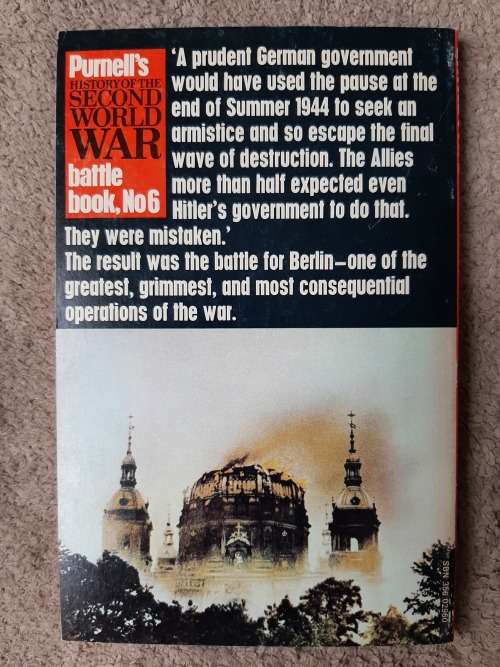 Purnell's
HISTORY OF THE
SECOND
WORLD
WAR
battle
book, No 6
'A prudent German government
would have used the pause at the
end of Summer 1944 to seek an
armistice and so escape the final
wave of destruction. The Allies
more than half expected even
Hitler's government to do that.
They were mistaken.'
The result was the battle for Berlin—one of the
greatest, grimmest, and most consequential
operations of the war.
SBN 356 02960